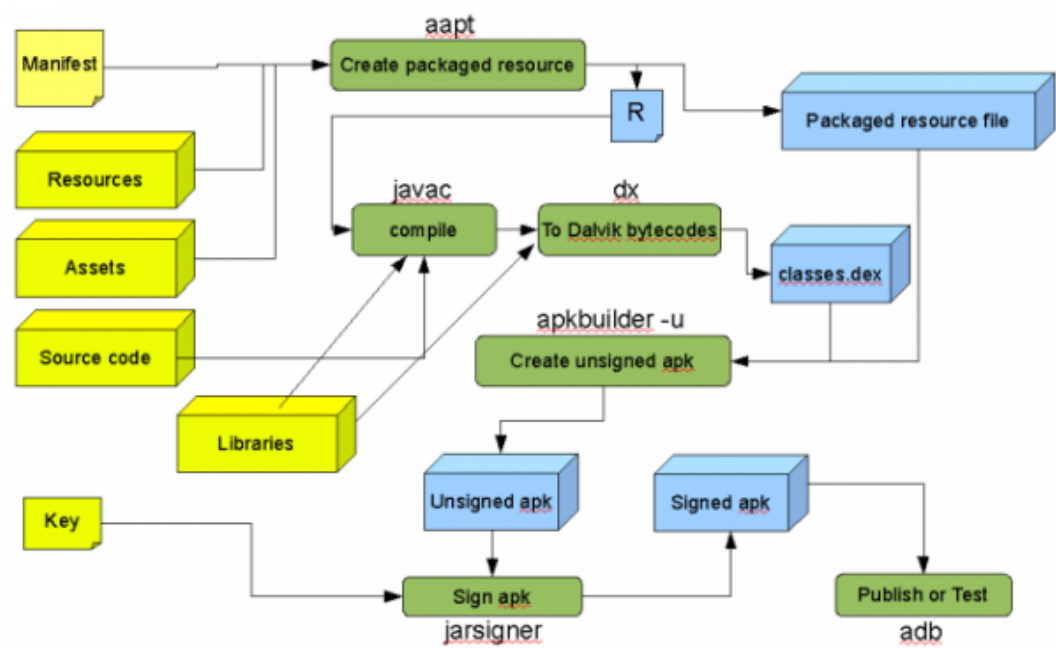 aapt
Manifest
Create packaged resource
R
Packaged resource file
Resources
javac
dx
compile
To Dalvik bytecodes
Assets
classes.dex
apkbuilder -u
Source code
Create unsigned apk
Libraries
Unsigned apk
Signed apk
Key
Sign apk
Publish or Test
jarsigner
adb